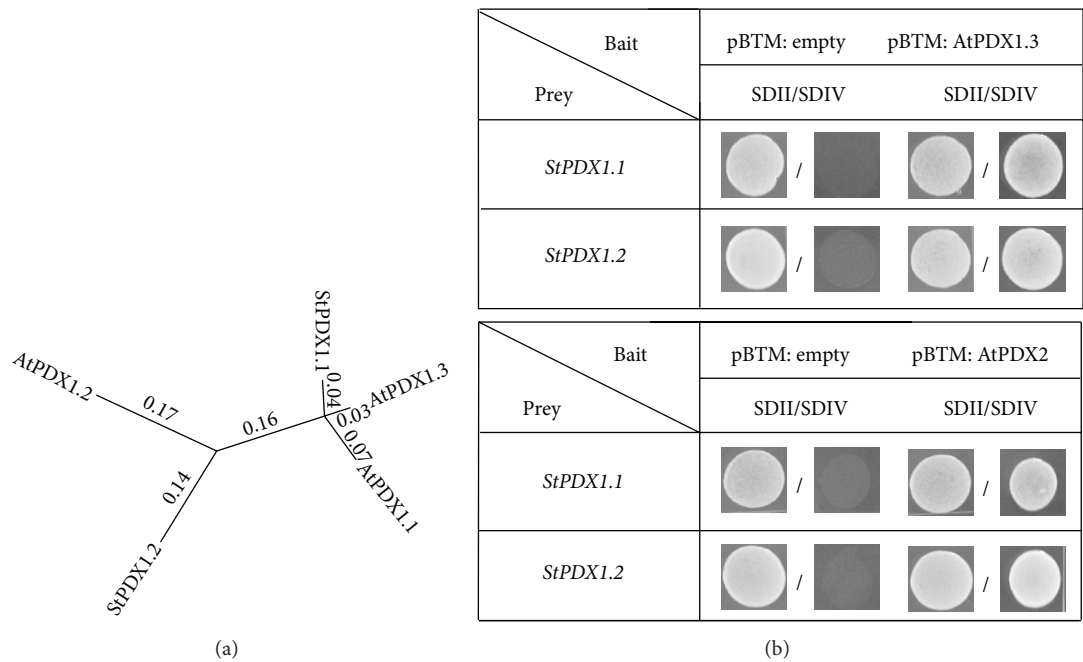 AtPDX1.2
0.17
0.14
StPDX1.2
0.16
StPDX1.1
0.04
AtPDX1.3
0.03
0.07
AtPDX1.1
(a)
Bait pBTM: empty pBTM: AtPDX1.3
Prey SDII/SDIV SDII/SDIV
StPDX1.1 / /
StPDX1.2 / /
Bait pBTM: empty pBTM: AtPDX2
Prey SDII/SDIV SDII/SDIV
StPDX1.1 / /
StPDX1.2 / /
(b)